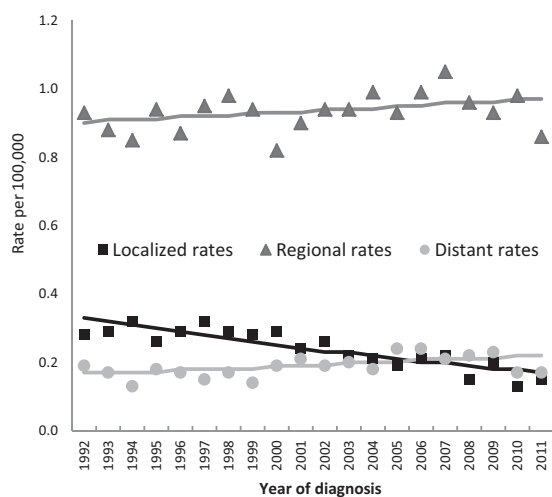 1.2
1.0
0.8
0.6
0.4
0.2
0.0
Rate per 100,000
Localized rates Regional rates Distant rates
1992 1993 1994 1995 1996 1997 1998 1999 2000 2001 2002 2003 2004 2005 2006 2007 2008 2009 2010 2011
Year of diagnosis